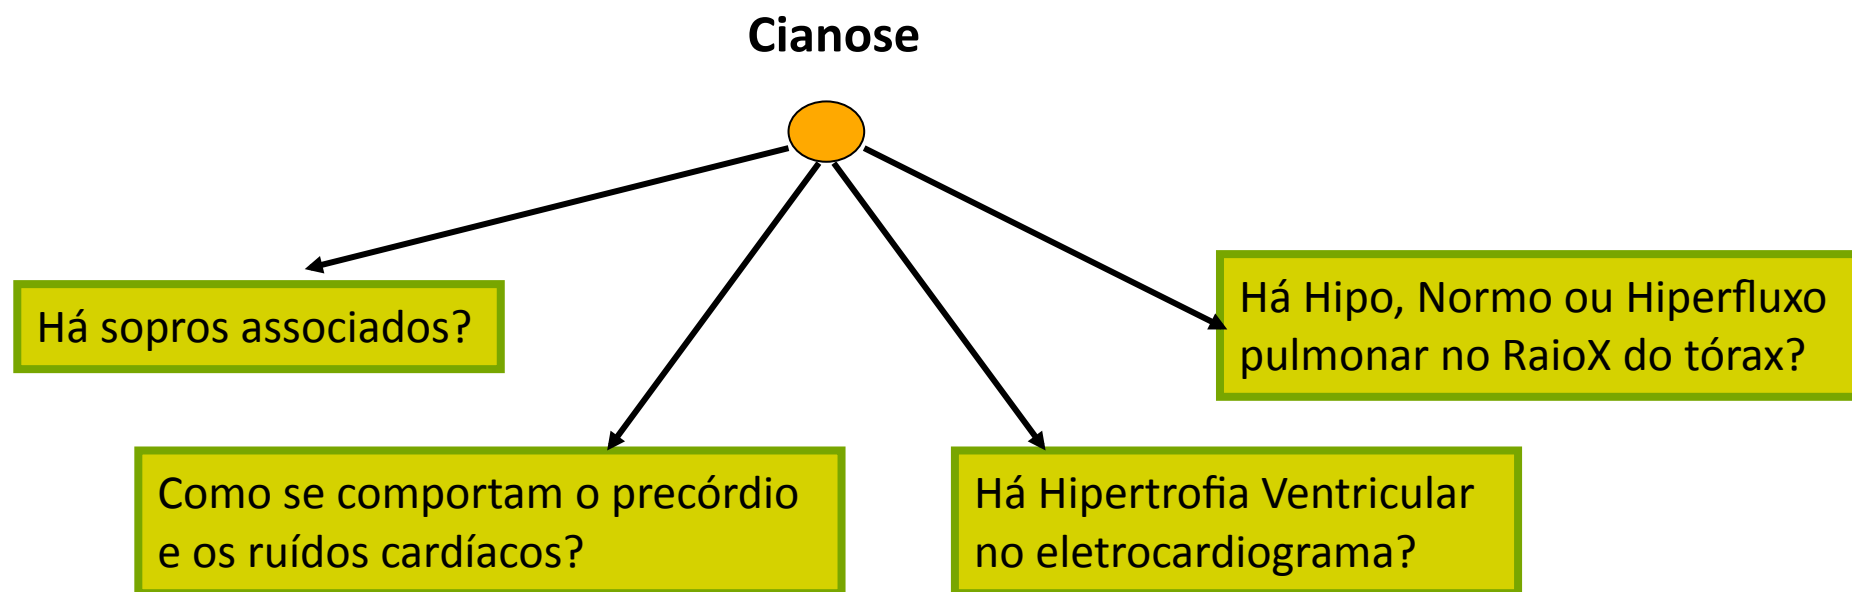 Cianose
Há sopros associados?
Há Hipo, Normo ou Hiperfluxo
pulmonar no RaioX do tórax?
Como se comportam o precórdio
e os ruídos cardíacos?
Há Hipertrofia Ventricular
no eletrocardiograma?